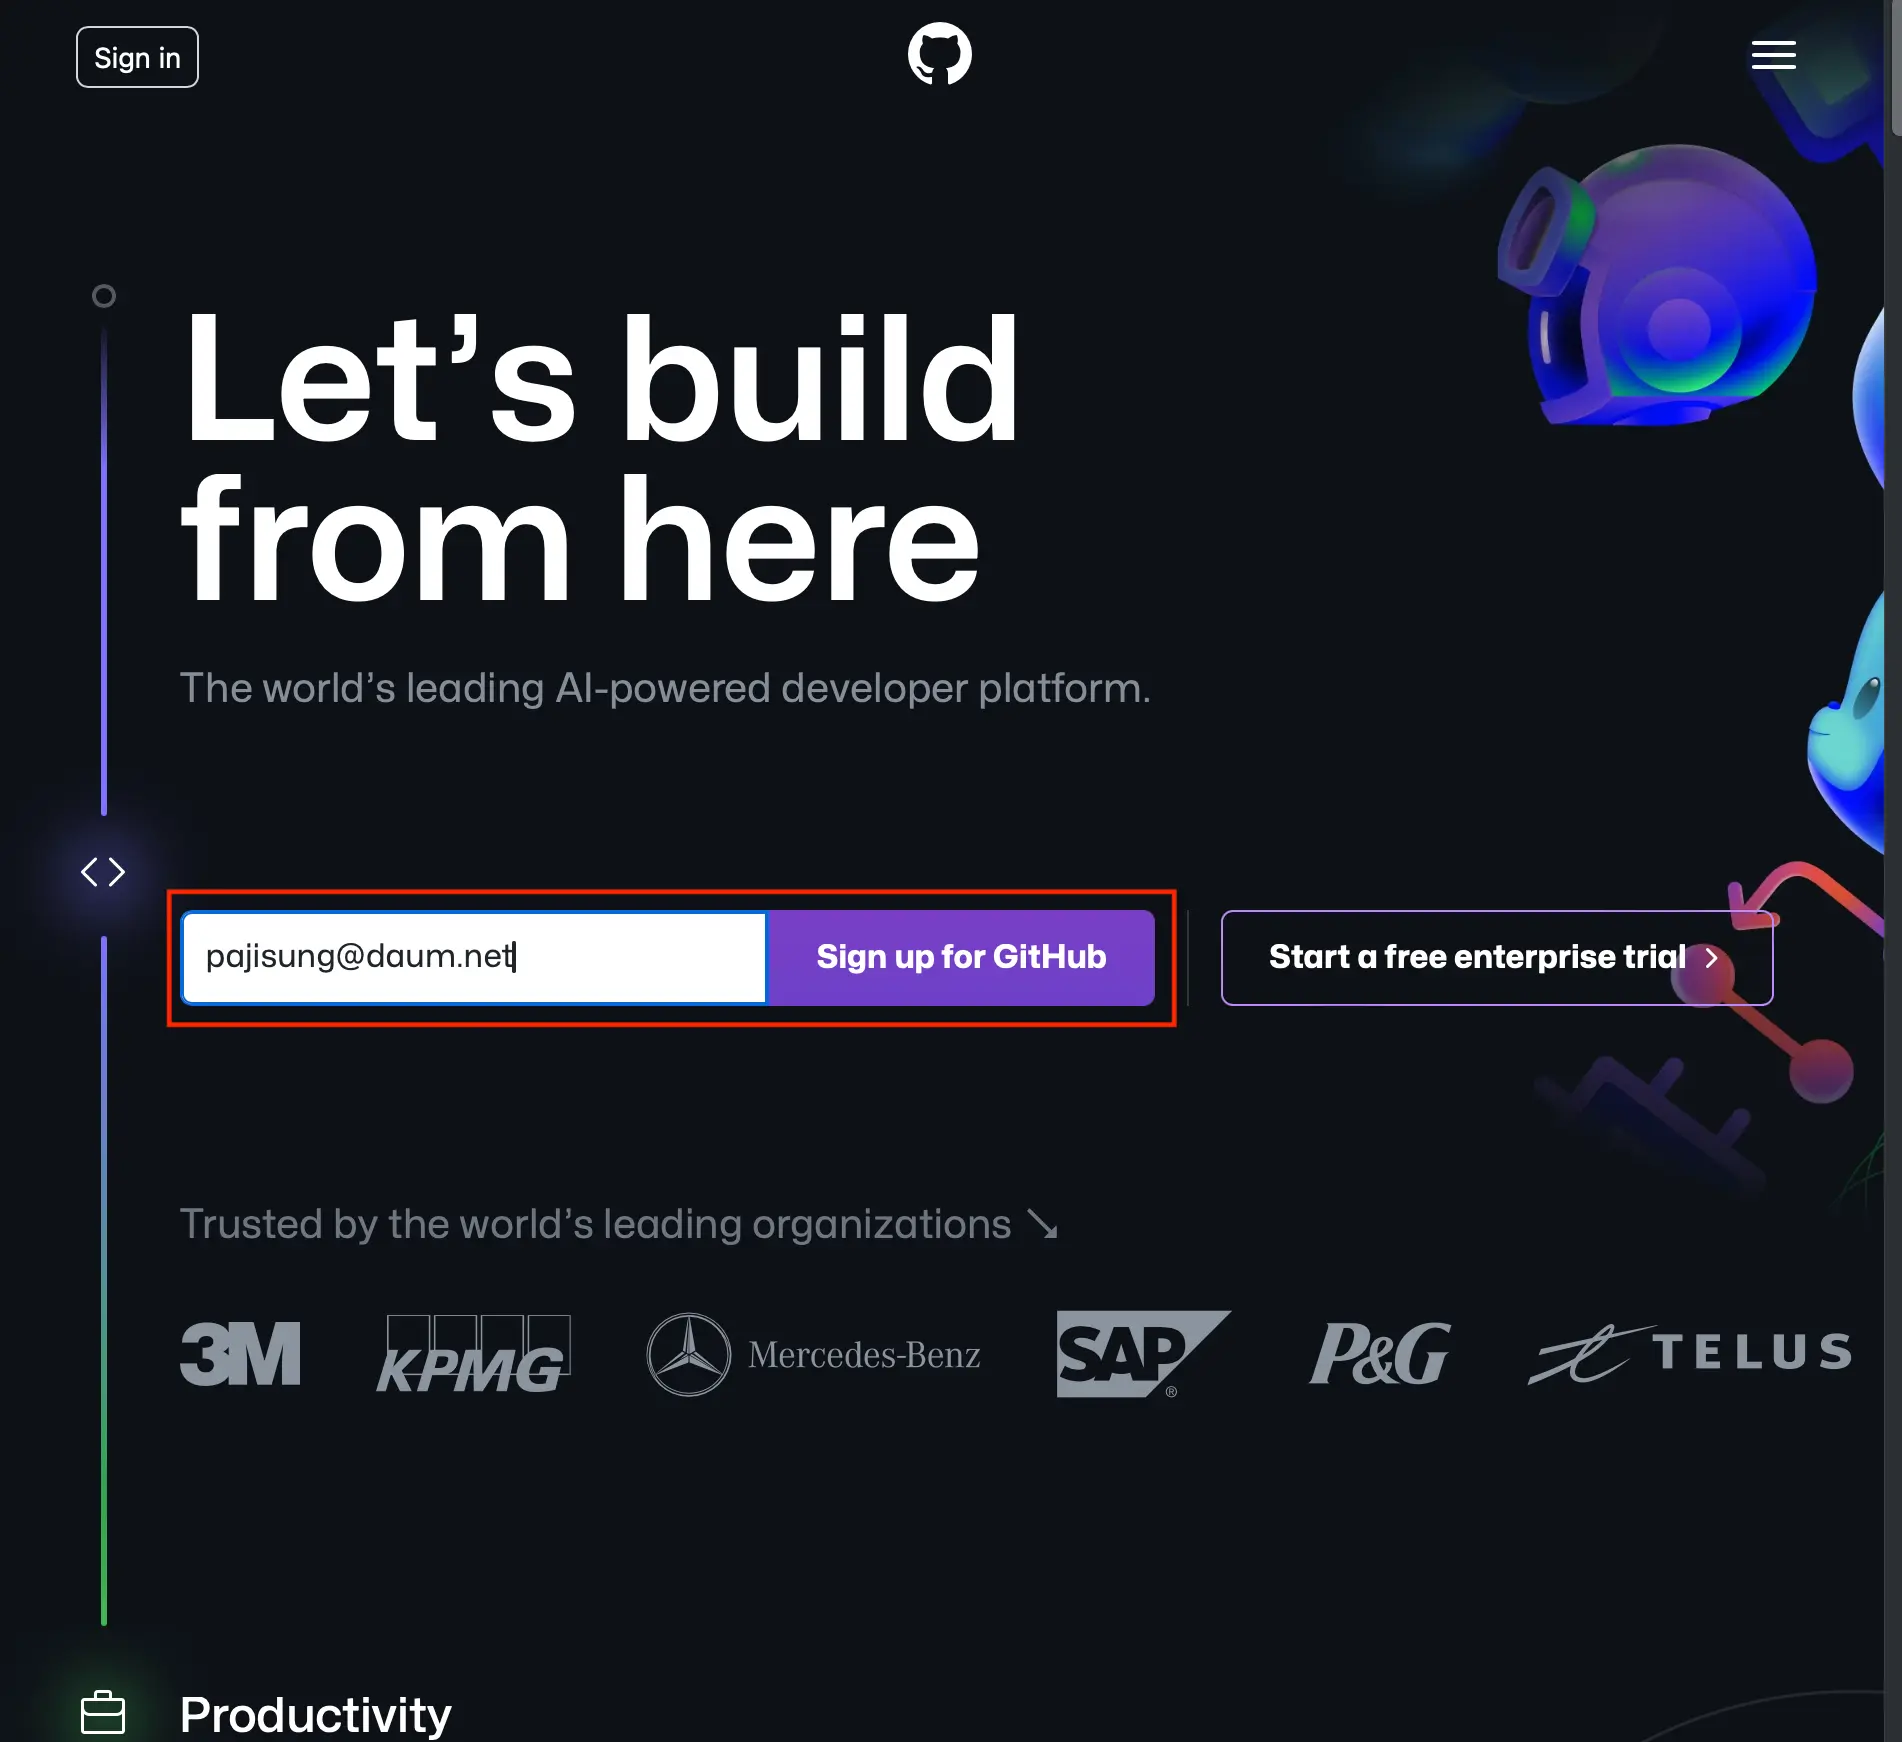 Sign in
Let’s build
from here
The world’s leading AI-powered developer platform.
pajisung@daum.net
Sign up for GitHub
Start a free enterprise trial
Trusted by the world’s leading organizations
3M
KPMG
Mercedes-Benz
SAP®
P&G
TELUS
Productivity